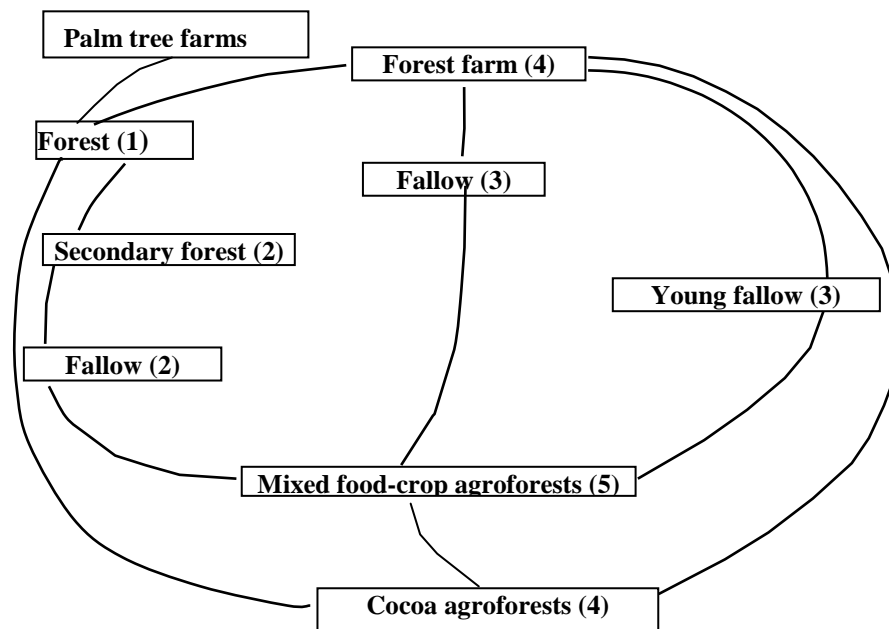 Palm tree farms
Forest farm (4)
Forest (1)
Fallow (3)
Secondary forest (2)
Young fallow (3)
Fallow (2)
Mixed food-crop agroforests (5)
Cocoa agroforests (4)